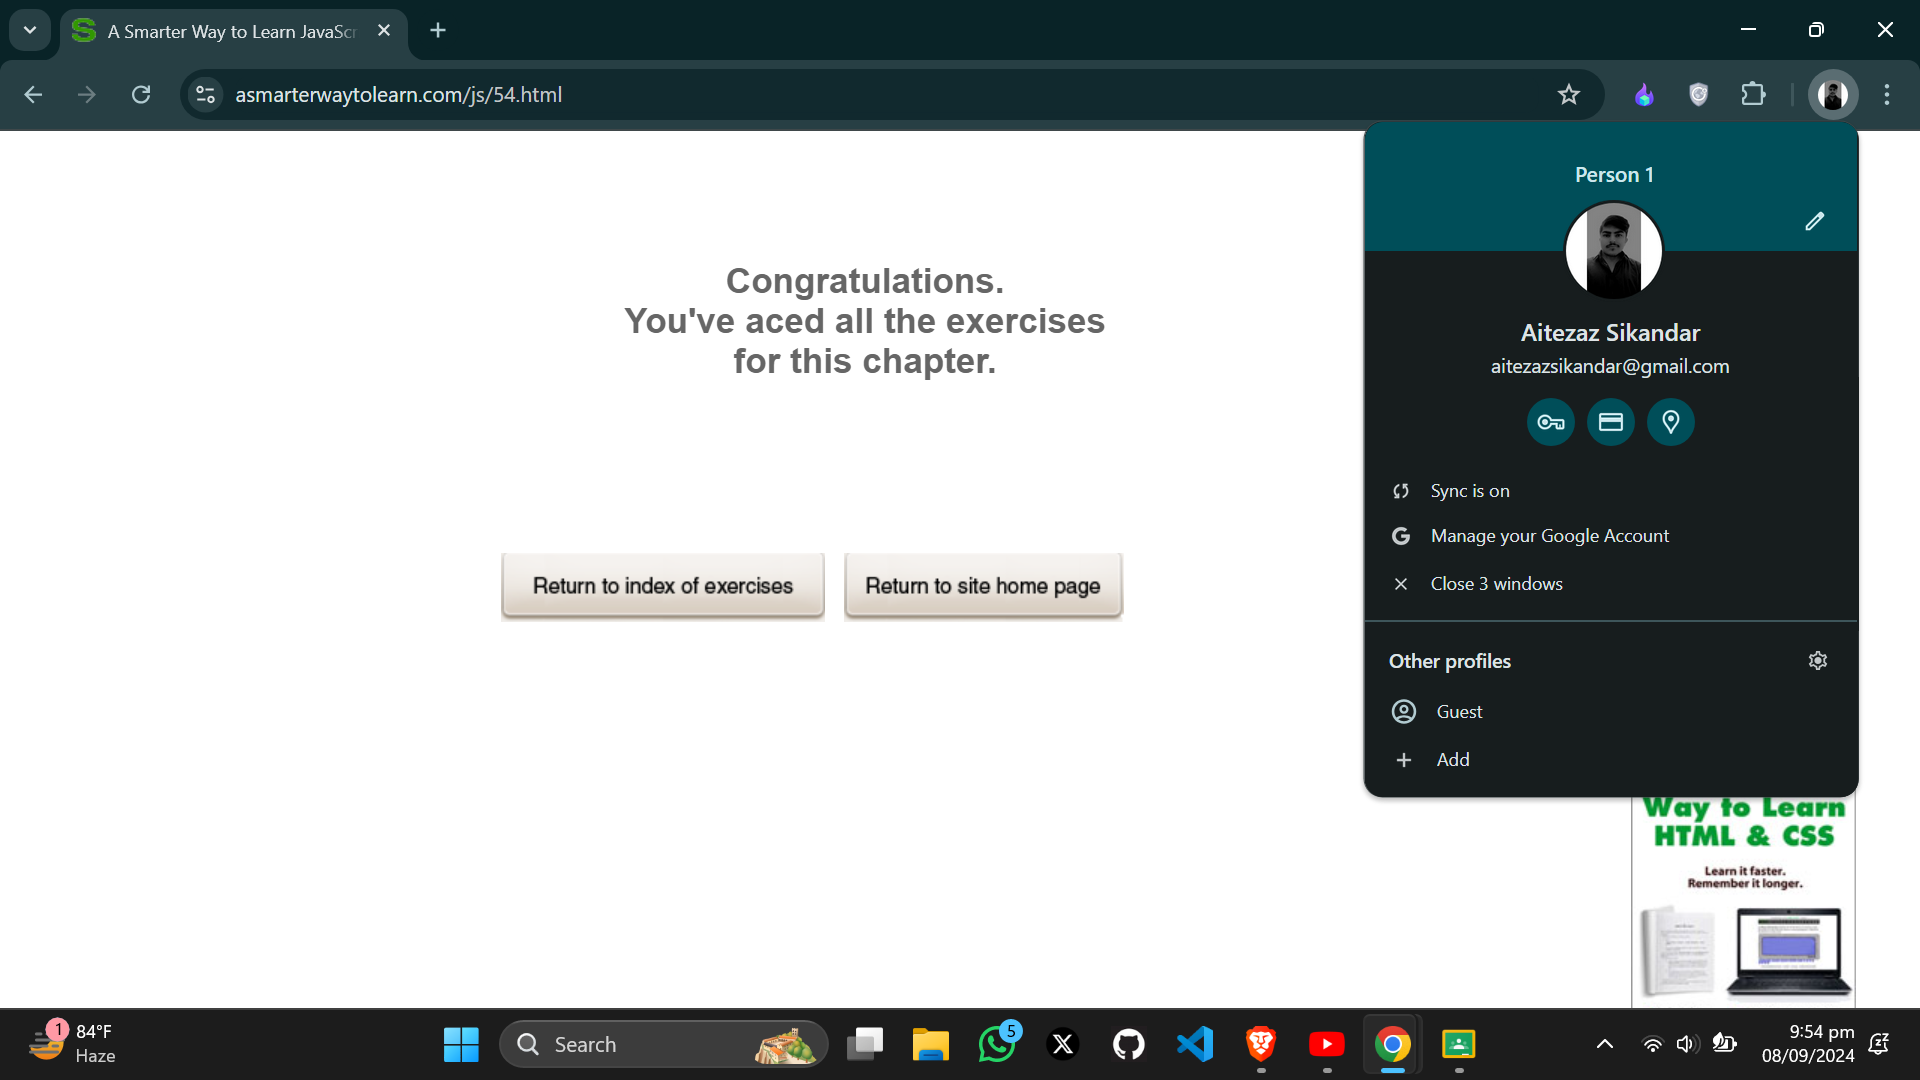 A Smarter Way to Learn JavaScr
asmarterwaytolearn.com/js/54.html
Person 1
Aitezaz Sikandar
aitezazsikandar@gmail.com
Sync is on
Manage your Google Account
Close 3 windows
Other profiles
Guest
Add
Congratulations.
You've aced all the exercises
for this chapter.
Return to index of exercises
Return to site home page
Way to Learn
HTML & CSS
Learn it faster.
Remember it longer.
1
84°F
Haze
Search
5
9:54 pm
08/09/2024